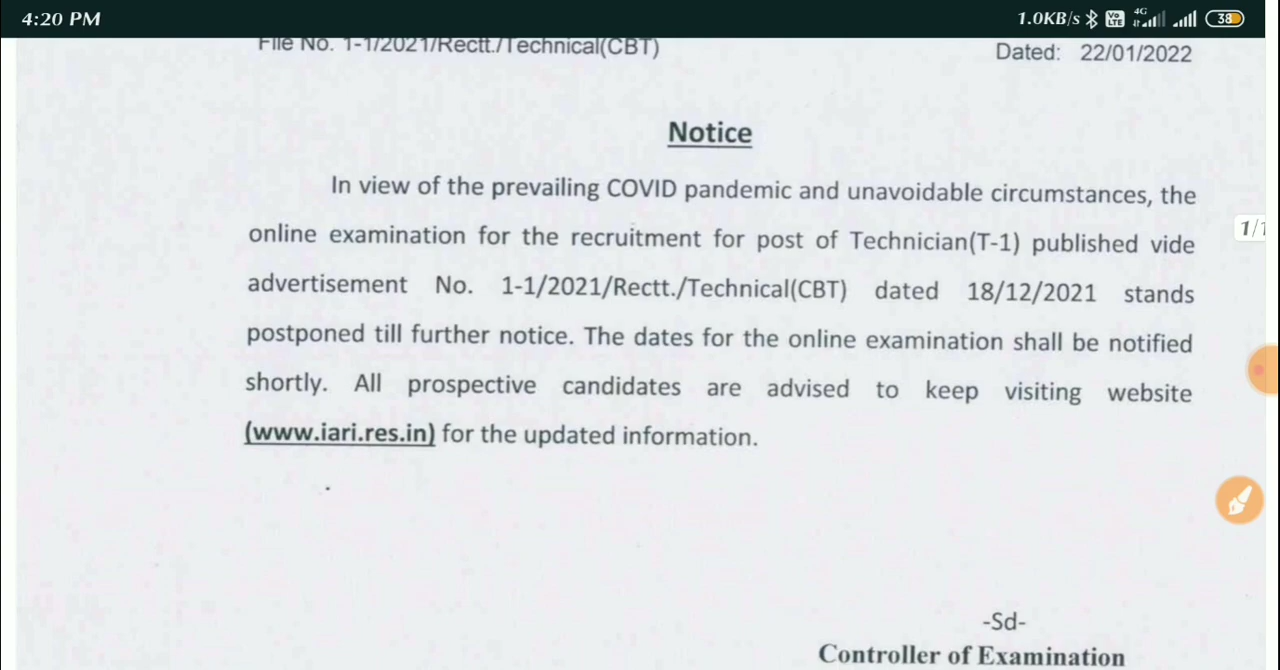 4:20 PM 1.0KB/s Vo LTE 4G 38
File No. 1-1/2021/Rectt./Technical(CBT) Dated: 22/01/2022
Notice
In view of the prevailing COVID pandemic and unavoidable circumstances, the
online examination for the recruitment for post of Technician(T-1) published vide
advertisement No. 1-1/2021/Rectt./Technical(CBT) dated 18/12/2021 stands
postponed till further notice. The dates for the online examination shall be notified
shortly. All prospective candidates are advised to keep visiting website
(www.iari.res.in) for the updated information.
1/1
-Sd-
Controller of Examination